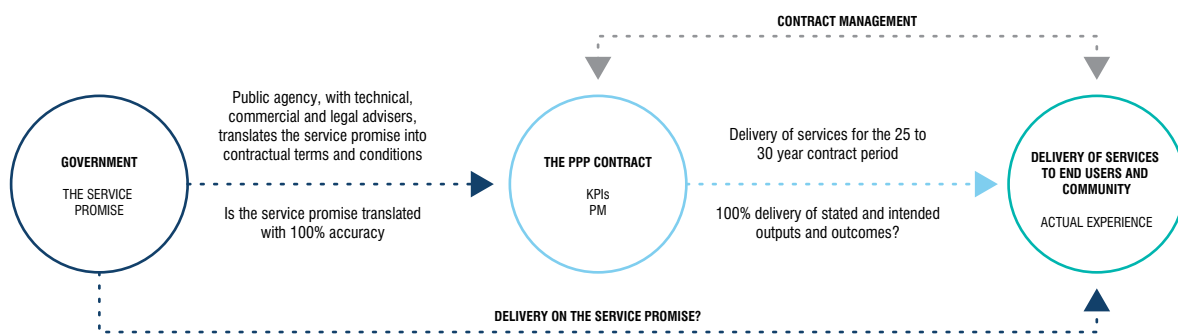 CONTRACT MANAGEMENT
GOVERNMENT
THE SERVICE
PROMISE
Public agency, with technical,
commercial and legal advisers,
translates the service promise into
contractual terms and conditions
Is the service promise translated
with 100% accuracy
THE PPP CONTRACT
KPIs
PM
Delivery of services for the 25 to
30 year contract period
100% delivery of stated and intended
outputs and outcomes?
DELIVERY OF SERVICES
TO END USERS AND
COMMUNITY
ACTUAL EXPERIENCE
DELIVERY ON THE SERVICE PROMISE?